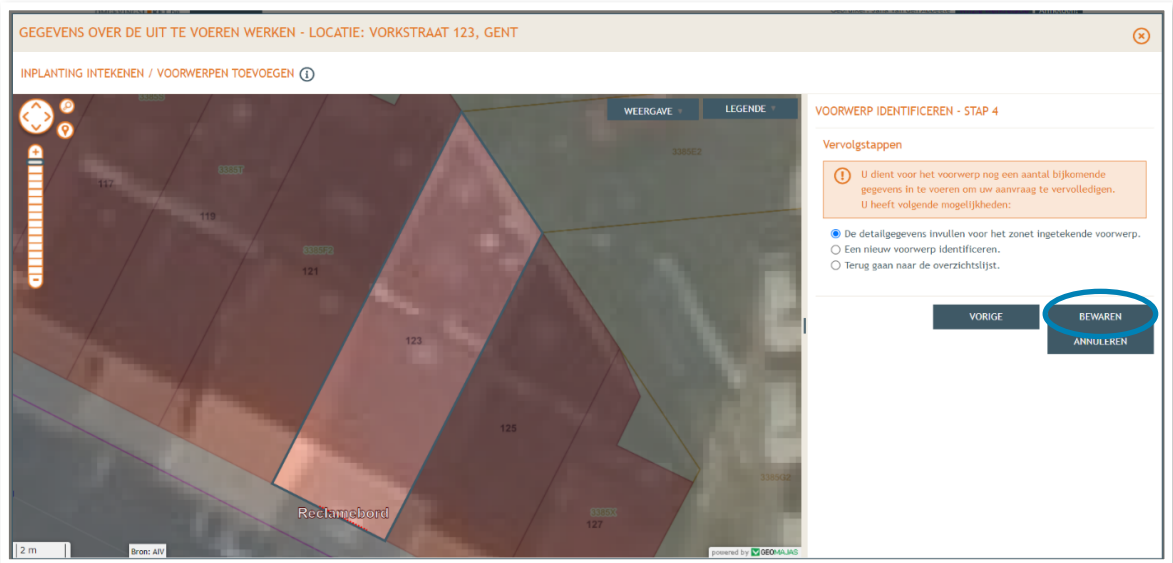 GEGEVENS OVER DE UIT TE VOEREN WERKEN - LOCATIE: VORKSTRAAT 123, GENT
INPLANTING INTEKENEN / VOORWERPEN TOEVOEGEN
WEERGAVE
LEGENDE
VOORWERP IDENTIFICEREN - STAP 4
Vervolgstappen
U dient voor het voorwerp nog een aantal bijkomende
gegevens in te voeren om uw aanvraag te vervolledigen.
U heeft volgende mogelijkheden:
De detailgegevens invullen voor het zonet ingetekende voorwerp.
Een nieuw voorwerp identificeren.
Terug gaan naar de overzichtslijst.
VORIGE
BEWAREN
ANNULEREN
338S2
117
119
121
123
125
127
Reclamebord
2 m
Bron: AIV
powered by GEOMAJAS